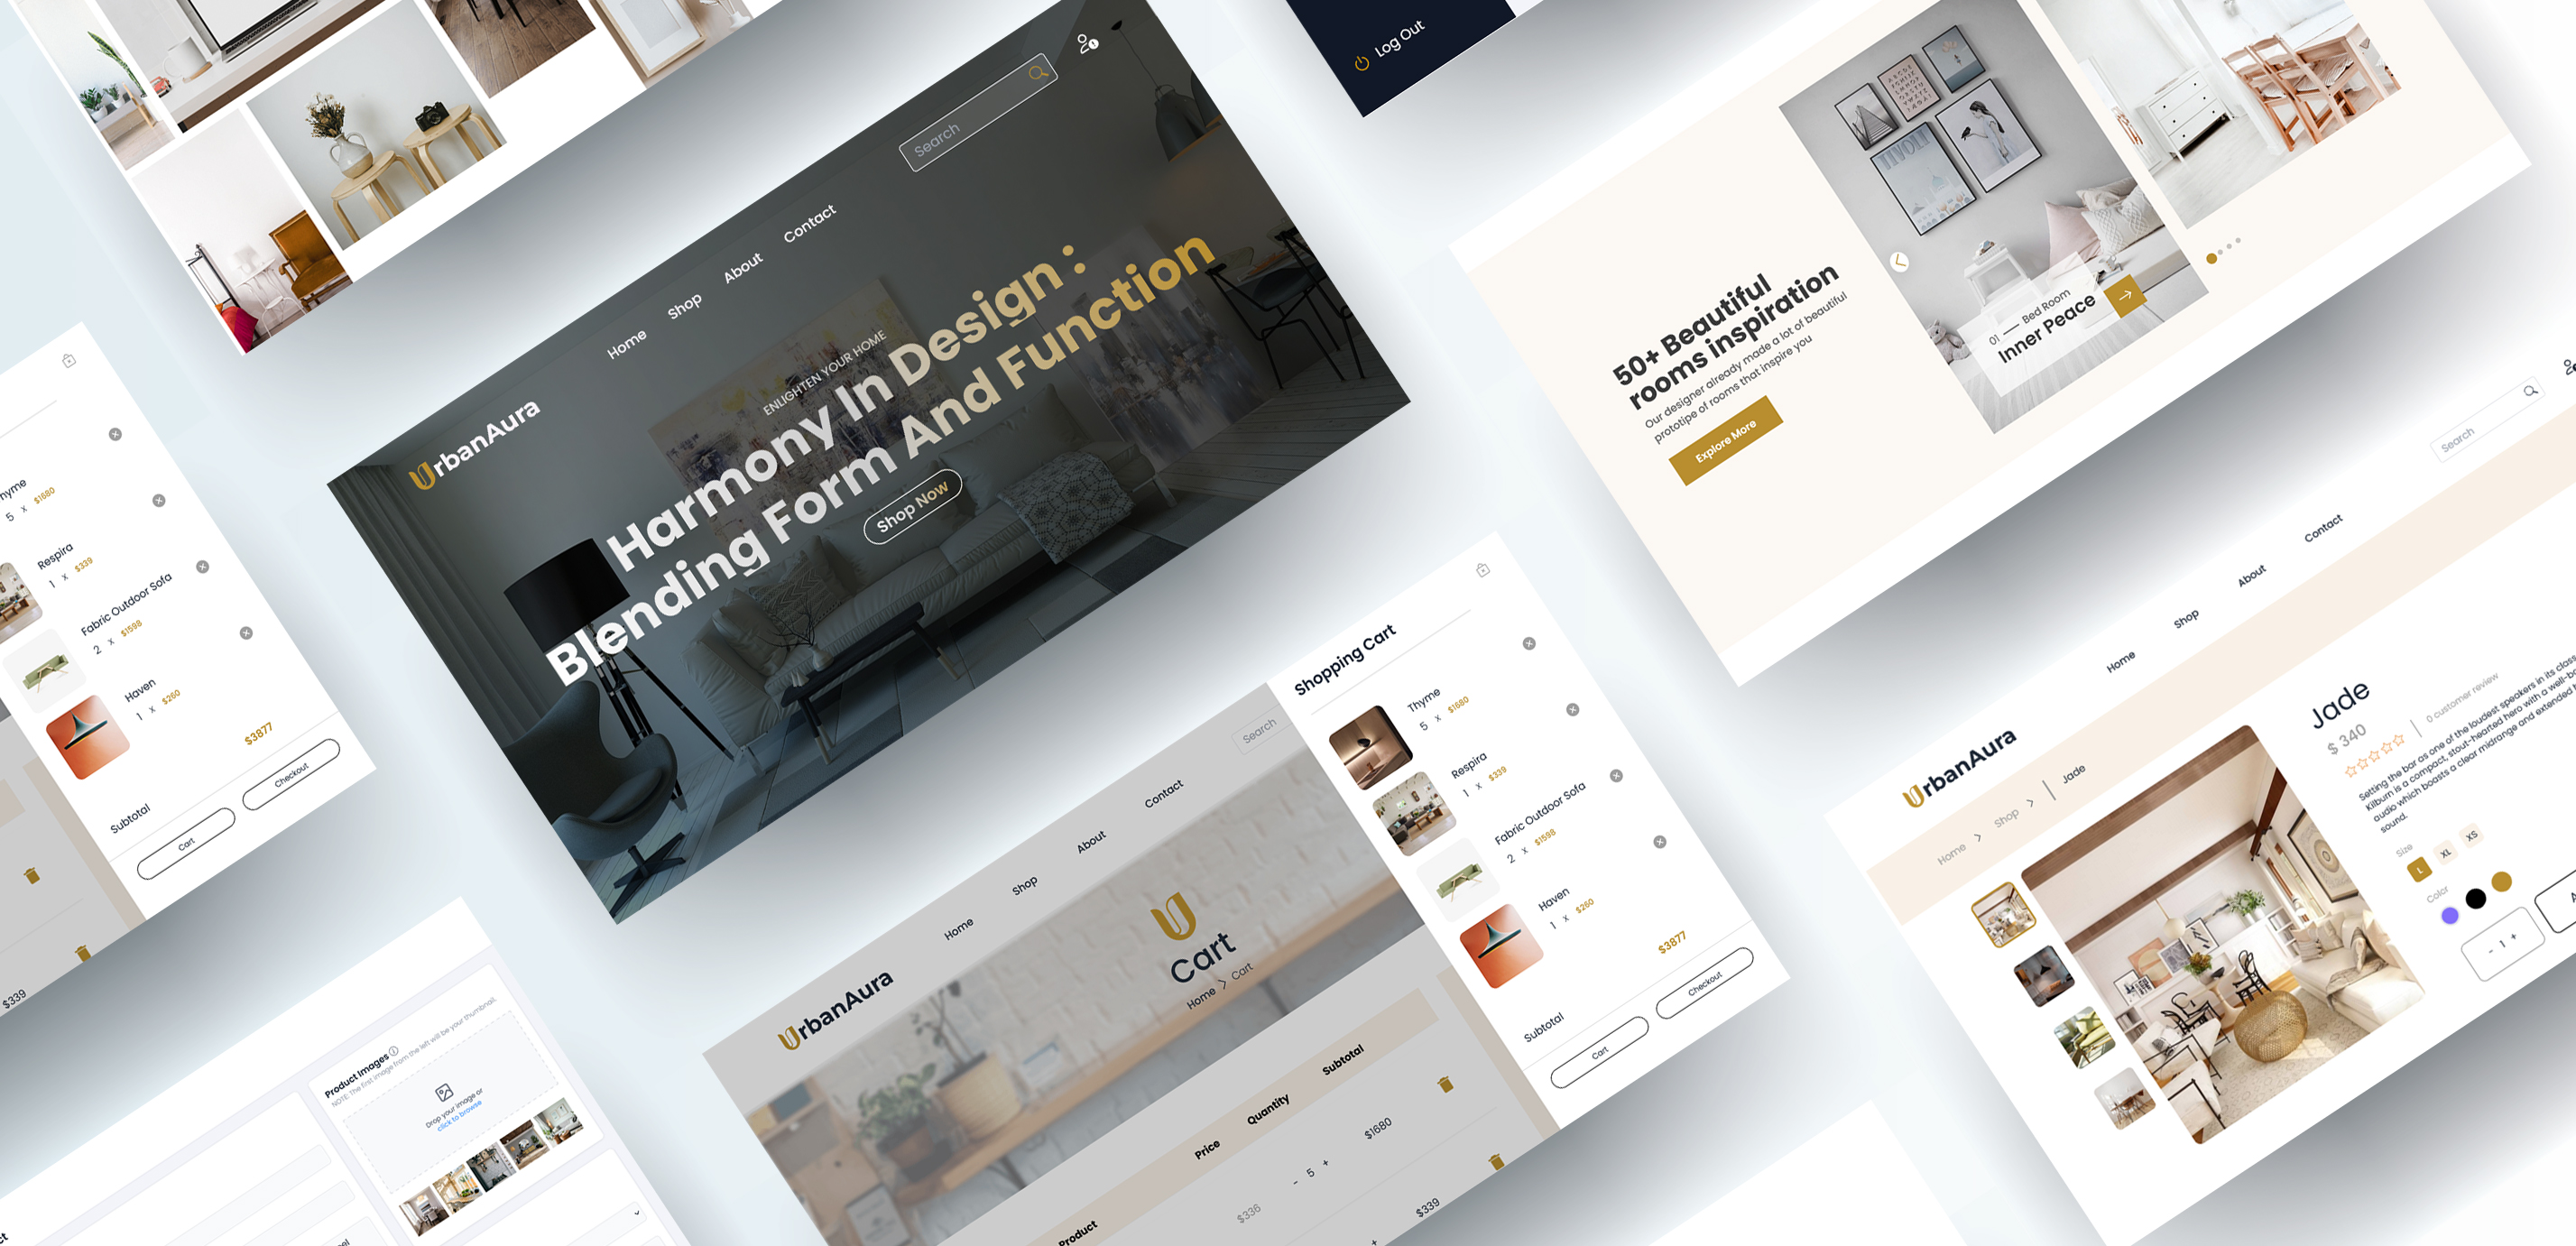 Log Out
Search
Home
Shop
About
Contact
UrbanAura
ENLIGHTEN YOUR HOME
Harmony In Design :
Blending Form And Function
Shop Now
50+ Beautiful
rooms inspiration
Our designer already made a lot of beautiful
prototipe of rooms that inspire you
Explore More
TIVOLI
01 — Bed Room
Inner Peace
hyme
5 x $1680
Respira
1 x $339
Fabric Outdoor Sofa
2 x $1598
Haven
1 x $260
Subtotal
$3877
Cart
Checkout
$339
Product Images
NOTE: The first image from the left will be your thumbnail.
Drop your image or
click to browse
Search
Home
Shop
About
Contact
UrbanAura
Cart
Home > Cart
Product
Price
Quantity
Subtotal
$336
- 5 +
$1680
+
$339
Shopping Cart
Thyme
5 x $1680
Respira
1 x $339
Fabric Outdoor Sofa
2 x $1598
Haven
1 x $260
Subtotal
$3877
Cart
Checkout
Search
Home
Shop
About
Contact
UrbanAura
Home > Shop > | Jade
Jade
$ 340
0 customer review
Setting the bar as one of the loudest speakers in its class
Kilburn is a compact, stout-hearted hero with a well-
audio which boasts a clear midrange and extended
sound.
Size
L
XL
XS
Color
- 1 +